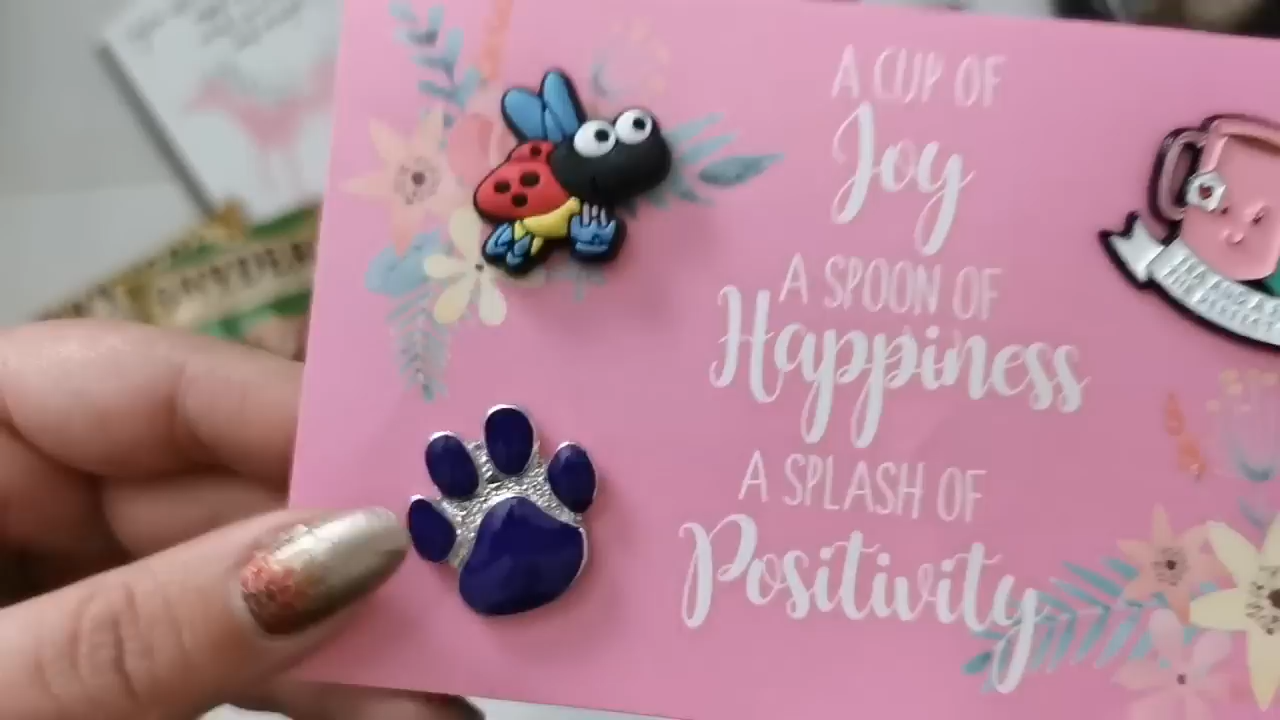 A CUP OF
Joy
A SPOON OF
Happiness
A SPLASH OF
Positivity